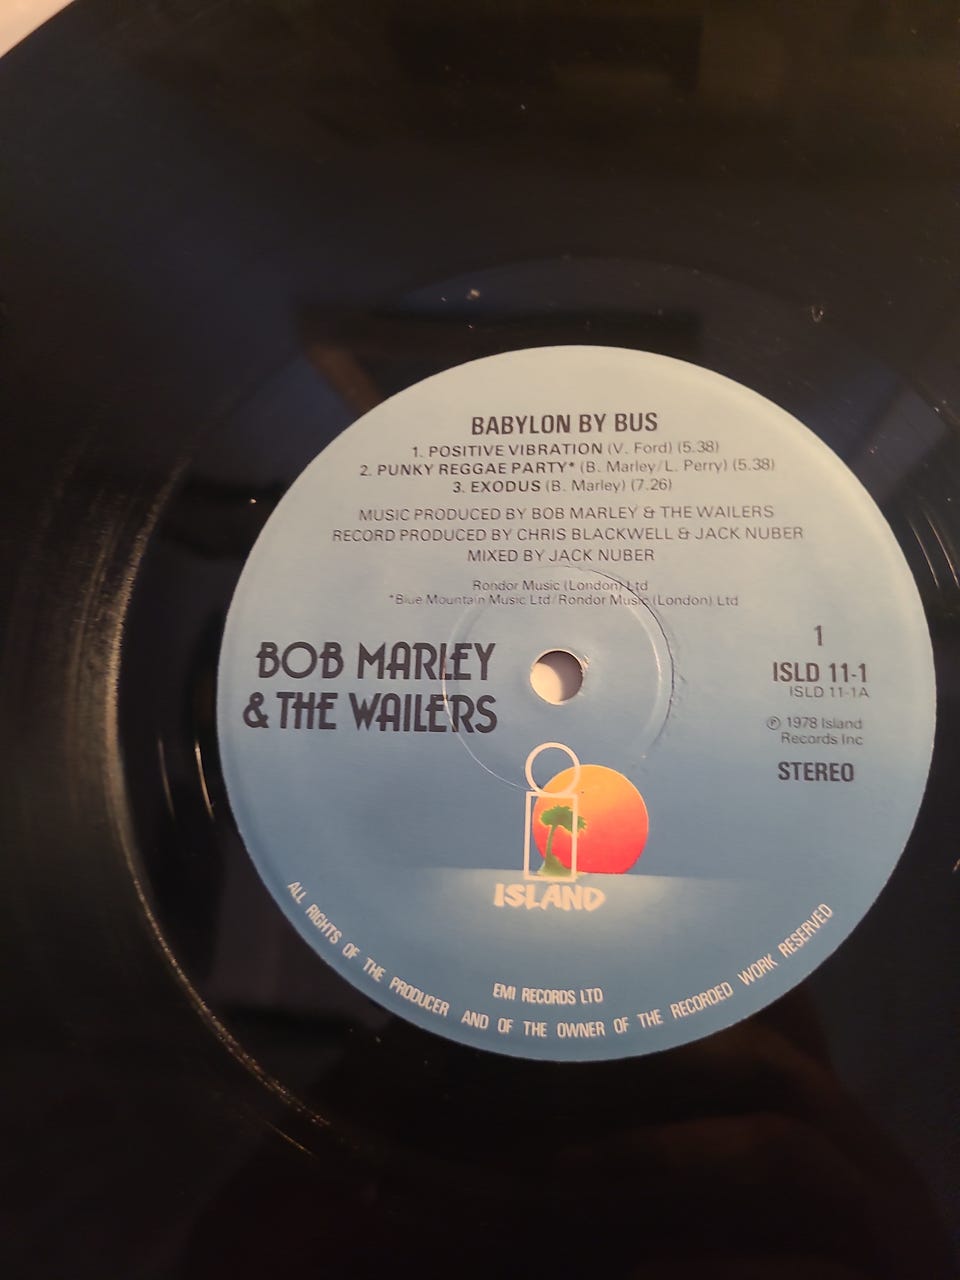 BABYLON BY BUS
1. POSITIVE VIBRATION (V. Ford) (5.38)
2. PUNKY REGGAE PARTY* (B. Marley/L. Perry) (5.38)
3. EXODUS (B. Marley) (7.26)
MUSIC PRODUCED BY BOB MARLEY & THE WAILERS
RECORD PRODUCED BY CHRIS BLACKWELL & JACK NUBER
MIXED BY JACK NUBER
Rondor Music (London) Ltd
*Blue Mountain Music Ltd/Rondor Music (London) Ltd
BOB MARLEY
& THE WAILERS
1
ISLD 11-1
ISLD 11-1A
℗ 1978 Island
Records Inc
STEREO
ISLAND
EMI RECORDS LTD
ALL RIGHTS OF THE PRODUCER AND OF THE OWNER OF THE RECORDED WORK RESERVED